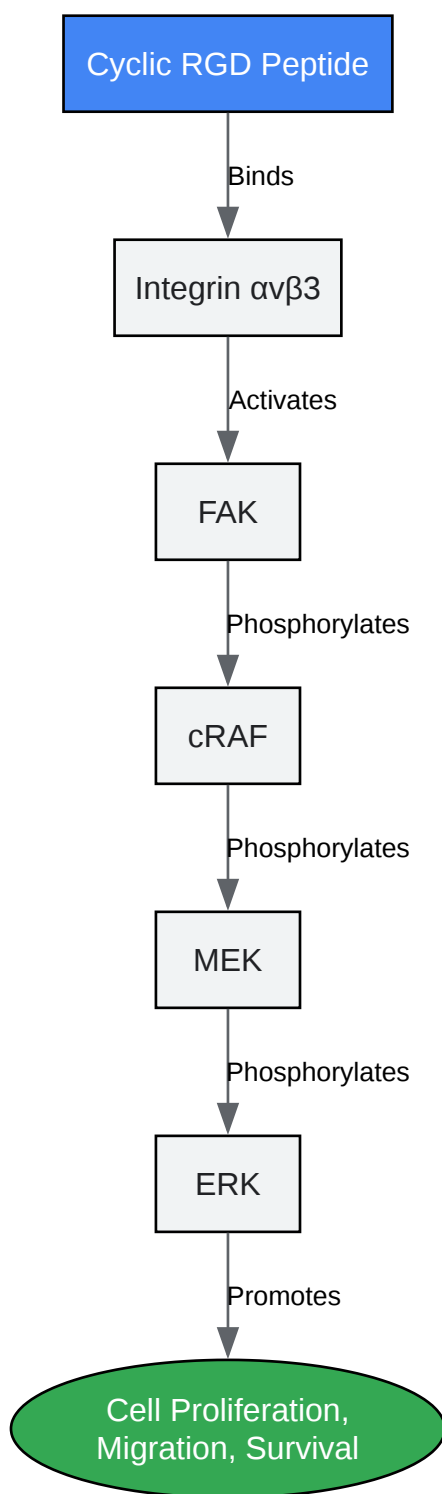 Cyclic RGD Peptide
Binds
Integrin αvβ3
Activates
FAK
Phosphorylates
cRAF
Phosphorylates
MEK
Phosphorylates
ERK
Promotes
Cell Proliferation,
Migration, Survival